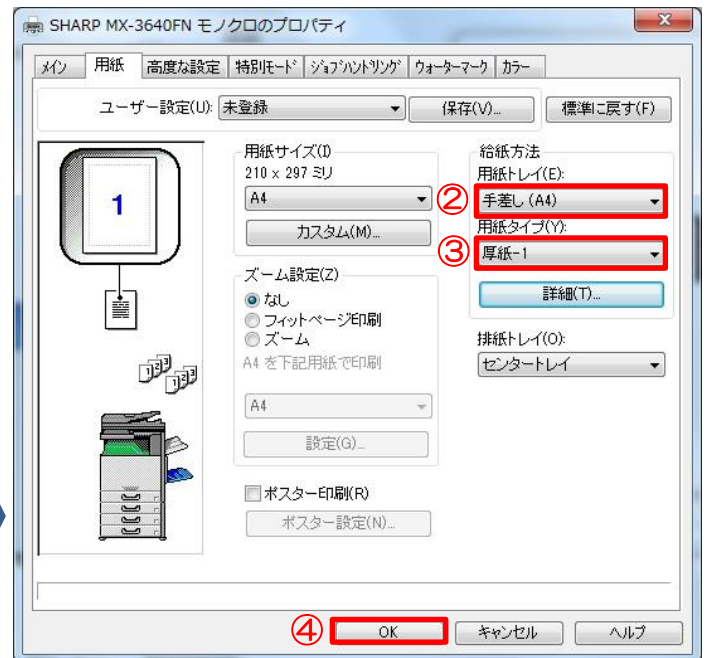 SHARP MX-3640FN モノクロのプロパティ
メイン 用紙 高度な設定 特別モード ジョブハンドリング ウォーターマーク カラー
ユーザー設定(U): 未登録 保存(V)... 標準に戻す(F)
1
1 2 3
1 2 3
用紙サイズ(I)
210 x 297 ミリ
A4
カスタム(M)...
ズーム設定(Z)
なし
フィットページ印刷
ズーム
A4 を下記用紙で印刷
A4
設定(G)...
ポスター印刷(R)
ポスター設定(N)...
給紙方法
用紙トレイ(E):
② 手差し (A4)
用紙タイプ(Y):
③ 厚紙-1
詳細(T)...
排紙トレイ(O):
センタートレイ
④ OK キャンセル ヘルプ